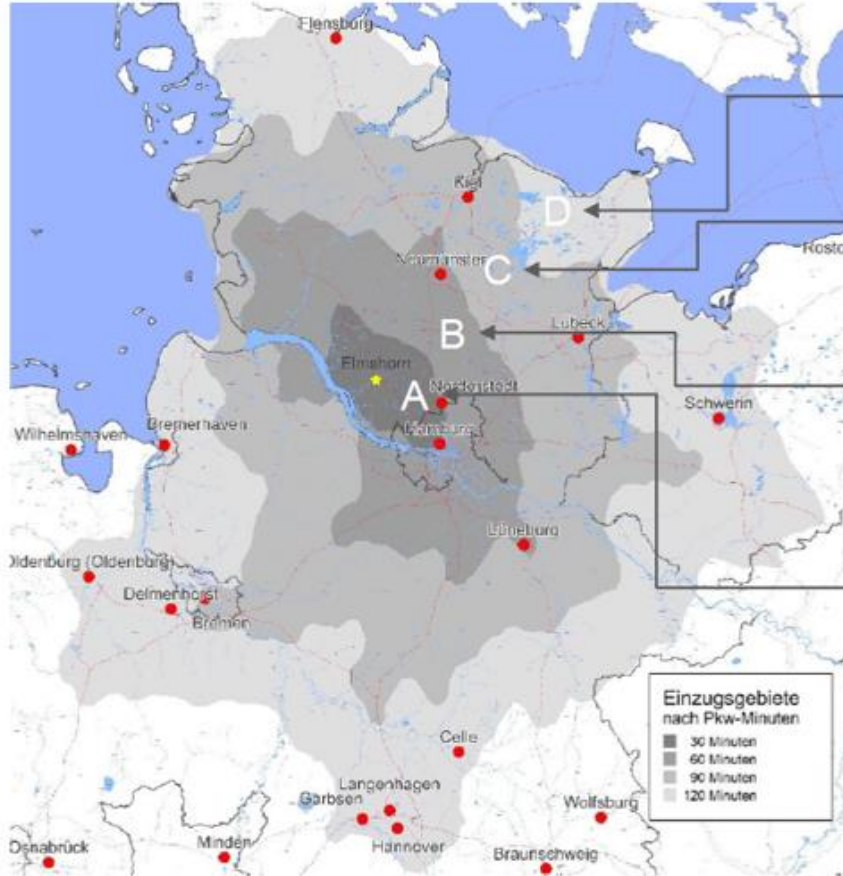 Flensburg
Kiel
D
C
Neumünster
Rosto
B
Lübeck
Elmshorn
A
Norderstedt
Schwerin
Hamburg
Wilhelmshaven
Bremerhaven
Lüneburg
Oldenburg (Oldenburg)
Delmenhorst
Bremen
Einzugsgebiete
nach Pkw-Minuten
30 Minuten
60 Minuten
90 Minuten
120 Minuten
Celle
Langenhagen
Garbsen
Wolfsburg
Hannover
Osnabrück
Minden
Braunschweig